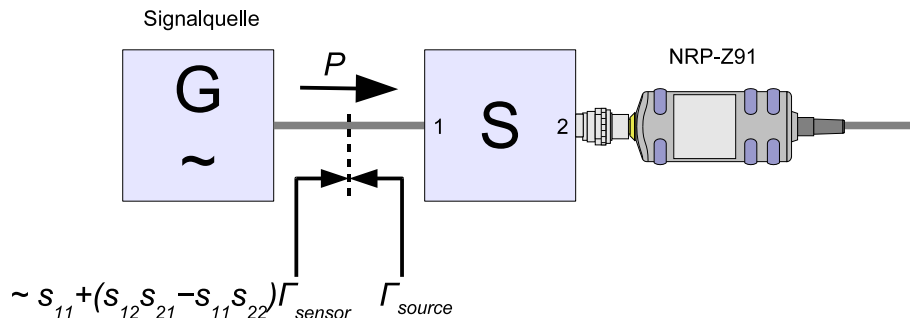 Signalquelle
NRP-Z91
P
G
~
1
S
2
~ s11+(s12s21−s11s22)Γsensor
Γsource